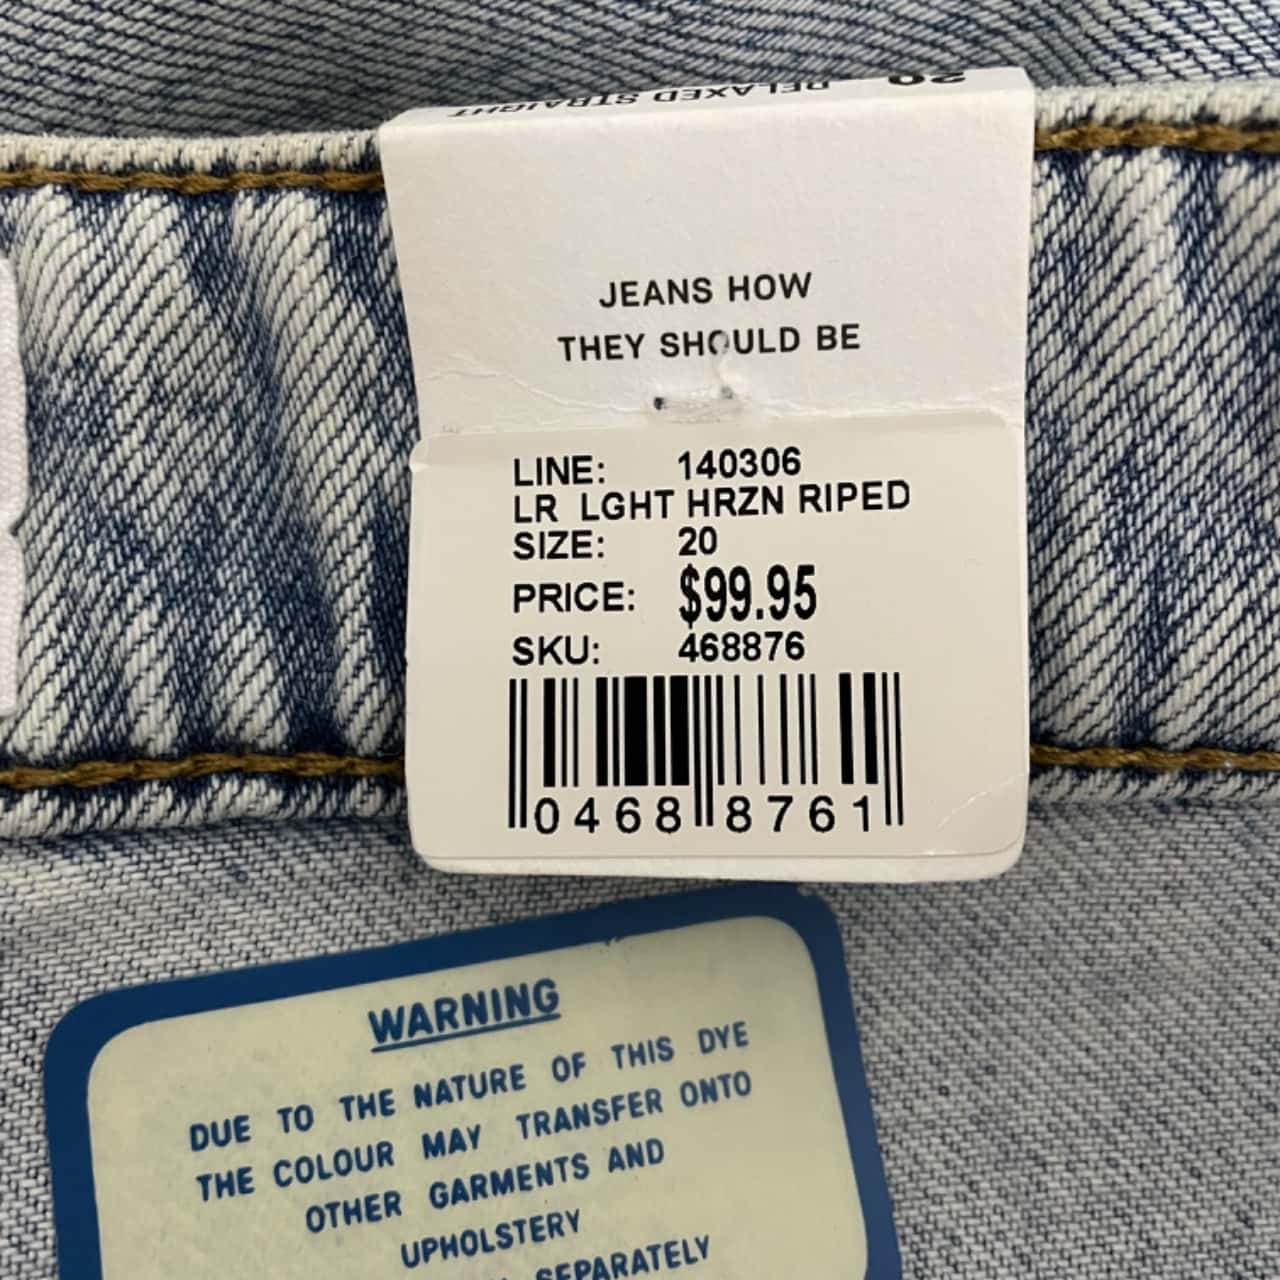 RELAXED STRAIGHT 20
JEANS HOW
THEY SHOULD BE
LINE: 140306
LR LGHT HRZN RIPED
SIZE: 20
PRICE: $99.95
SKU: 468876
0468 8761
WARNING
DUE TO THE NATURE OF THIS DYE
THE COLOUR MAY TRANSFER ONTO
OTHER GARMENTS AND
UPHOLSTERY
SEPARATELY